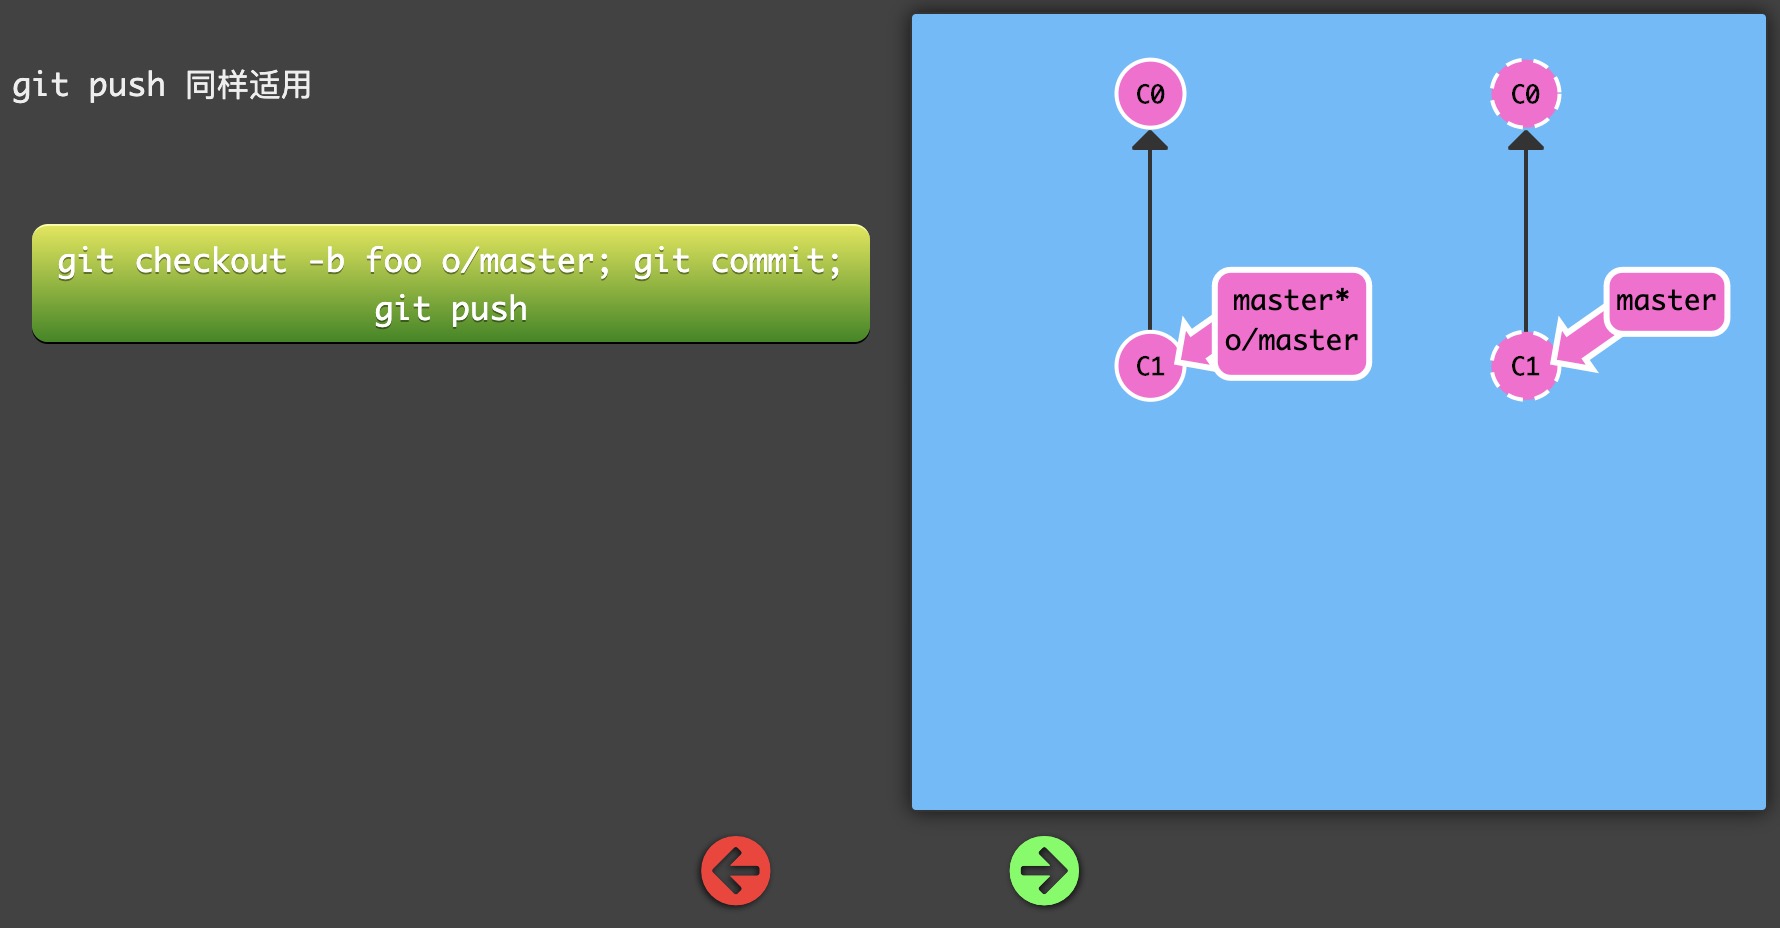 git push 同样适用
git checkout -b foo o/master; git commit;
git push
C0
C1
master*
o/master
C0
C1
master